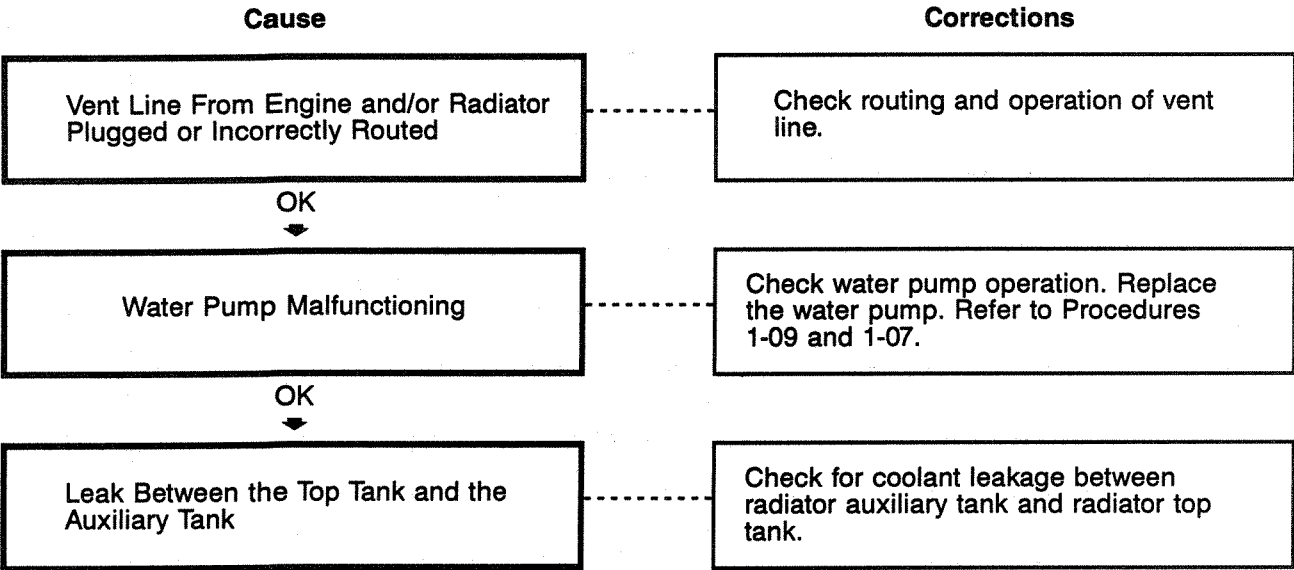 Cause
Corrections
Vent Line From Engine and/or Radiator
Plugged or Incorrectly Routed
Check routing and operation of vent
line.
OK
Water Pump Malfunctioning
Check water pump operation. Replace
the water pump. Refer to Procedures
1-09 and 1-07.
OK
Leak Between the Top Tank and the
Auxiliary Tank
Check for coolant leakage between
radiator auxiliary tank and radiator top
tank.